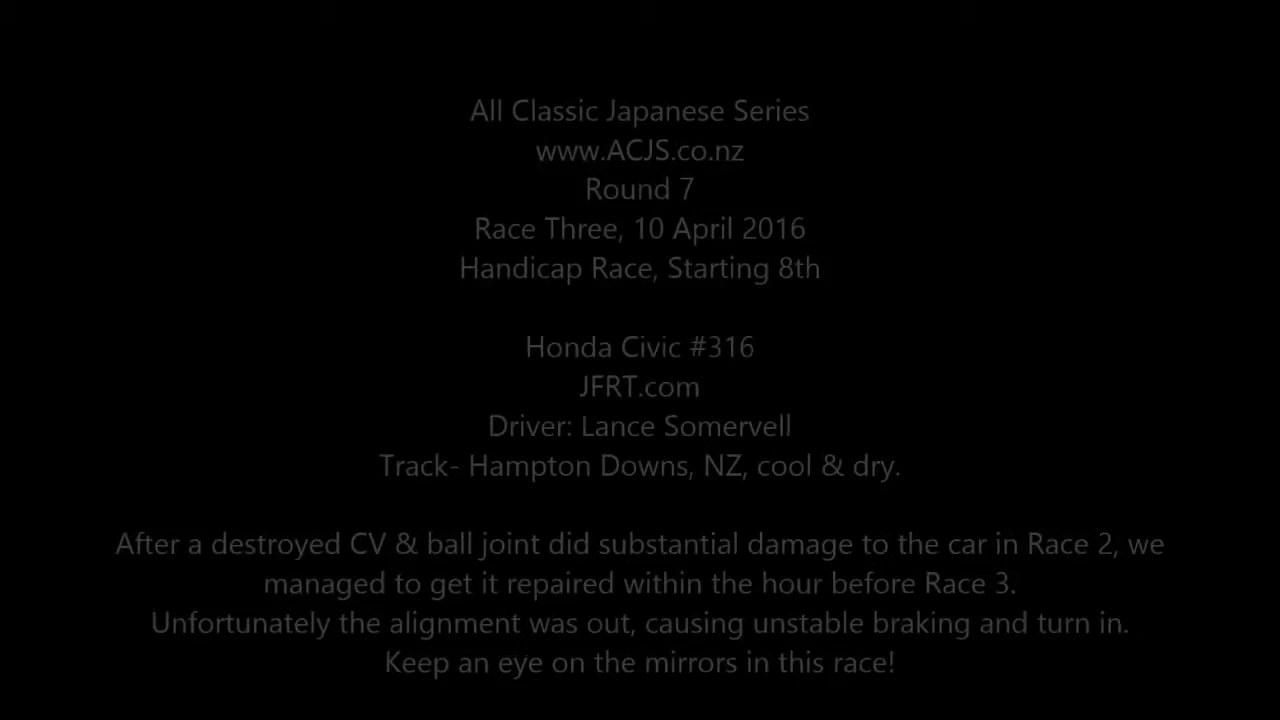 All Classic Japanese Series
www.ACJS.co.nz
Round 7
Race Three, 10 April 2016
Handicap Race, Starting 8th
Honda Civic #316
JFRT.com
Driver: Lance Somervell
Track- Hampton Downs, NZ, cool & dry.
After a destroyed CV & ball joint did substantial damage to the car in Race 2, we
managed to get it repaired within the hour before Race 3.
Unfortunately the alignment was out, causing unstable braking and turn in.
Keep an eye on the mirrors in this race!